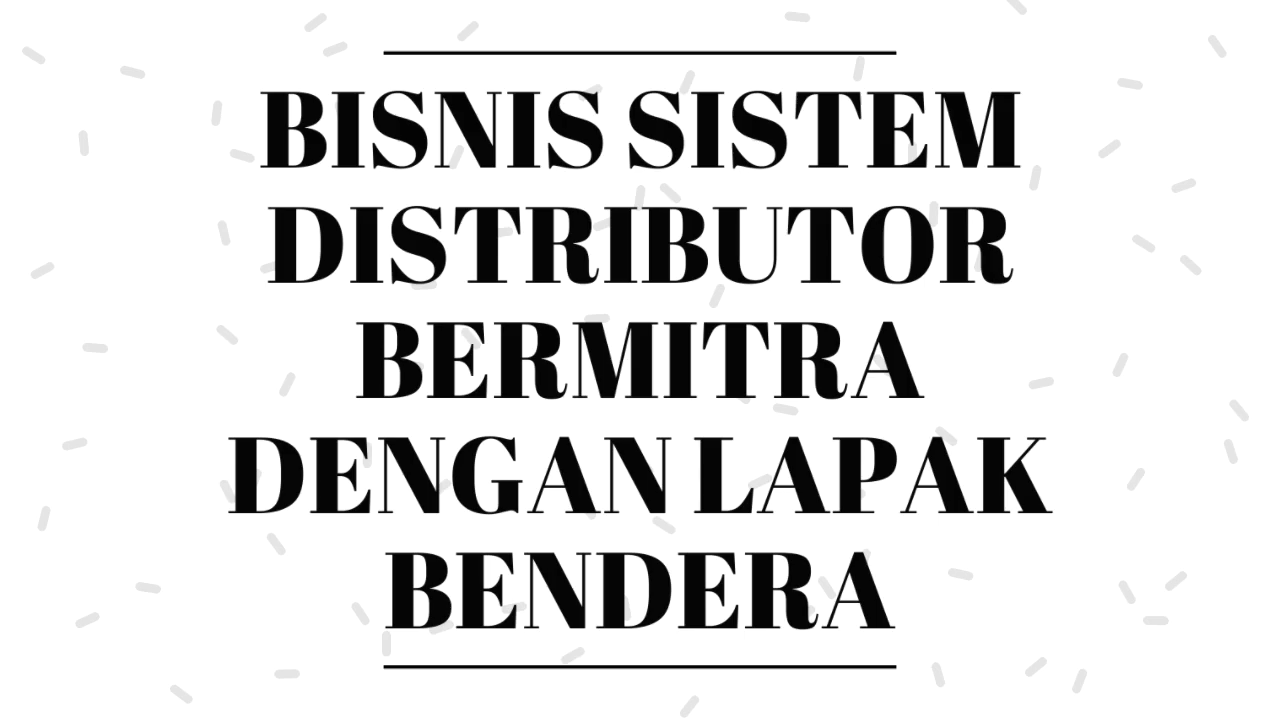 BISNIS SISTEM
DISTRIBUTOR
BERMITRA
DENGAN LAPAK
BENDERA